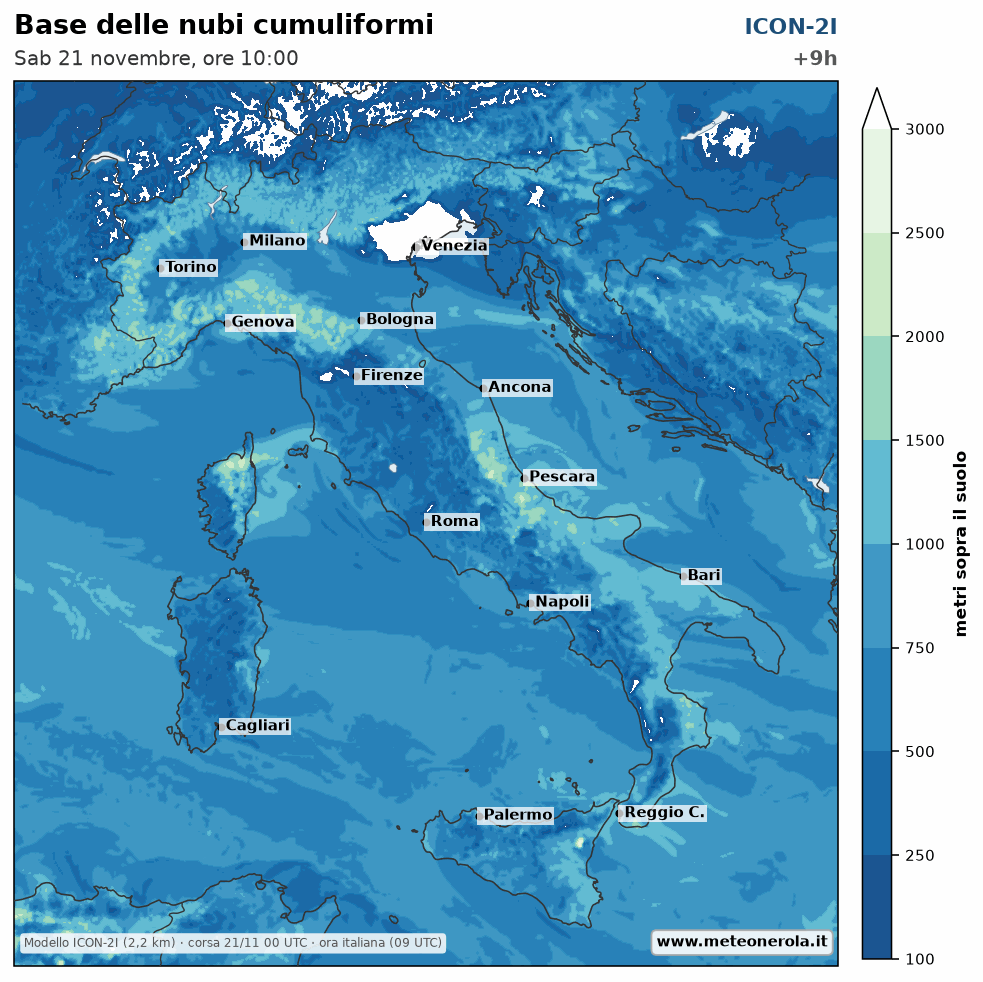 Base delle nubi cumuliformi
ICON-2I
Sab 21 novembre, ore 10:00
+9h
3000
2500
2000
1500
1000
750
500
250
100
metri sopra il suolo
Milano
Venezia
Torino
Genova
Bologna
Firenze
Ancona
Pescara
Roma
Bari
Napoli
Cagliari
Palermo
Reggio C.
Modello ICON-2I (2,2 km) · corsa 21/11 00 UTC · ora italiana (09 UTC)
www.meteonerola.it